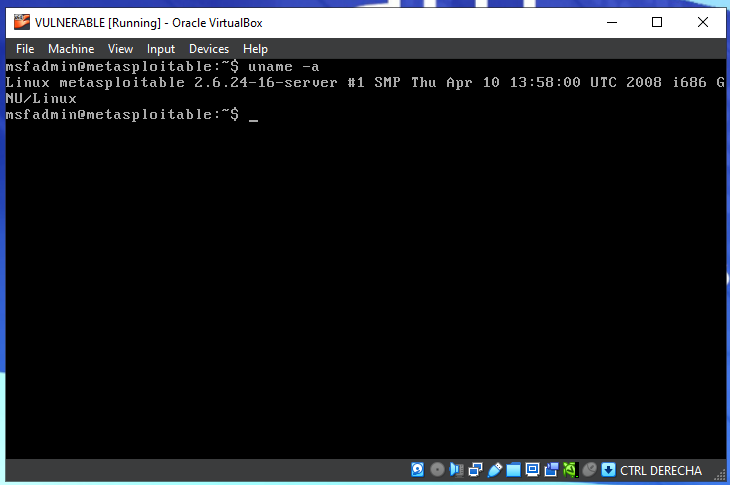 VULNERABLE [Running] - Oracle VirtualBox
File Machine View Input Devices Help
msfadmin@metasploitable:~$ uname -a
Linux metasploitable 2.6.24-16-server #1 SMP Thu Apr 10 13:58:00 UTC 2008 i686 G
NU/Linux
msfadmin@metasploitable:~$ _
CTRL DERECHA